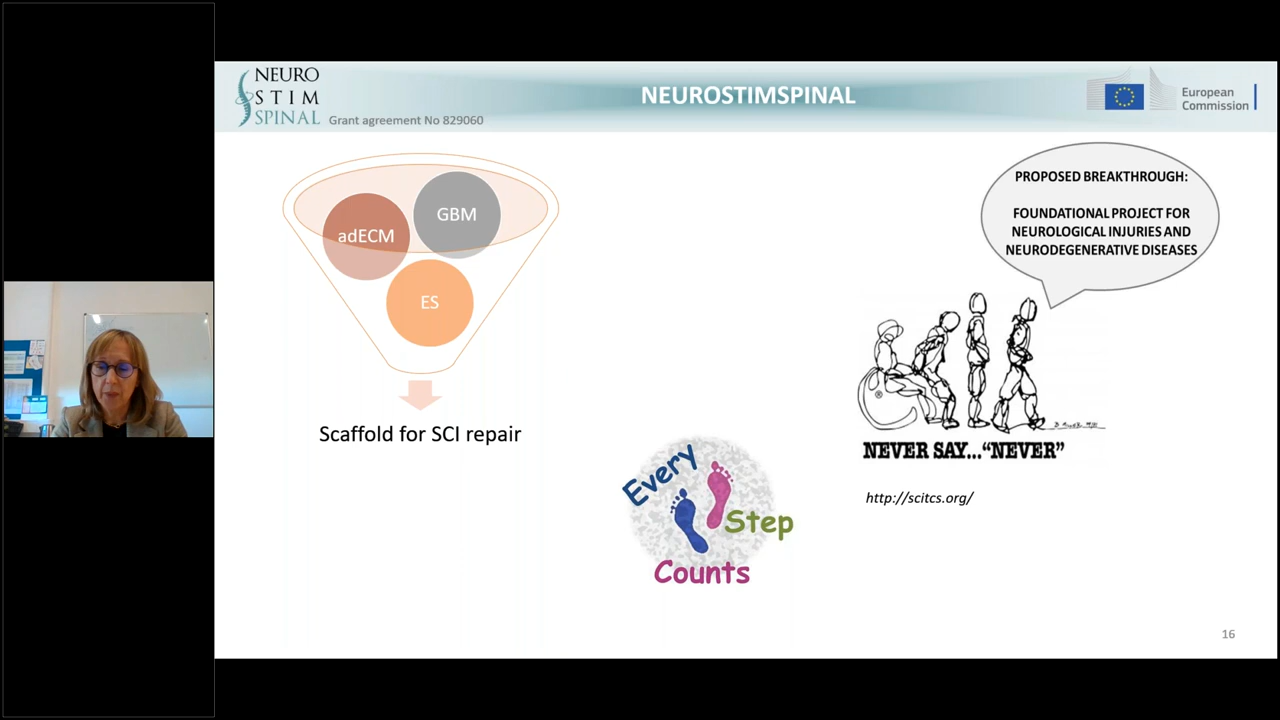 NEURO
STIM
SPINAL
Grant agreement No 829060
NEUROSTIMSPINAL
European
Commission
adECM
GBM
ES
Scaffold for SCI repair
PROPOSED BREAKTHROUGH:
FOUNDATIONAL PROJECT FOR
NEUROLOGICAL INJURIES AND
NEURODEGENERATIVE DISEASES
NEVER SAY..."NEVER"
http://scitcs.org/
Every
Step
Counts
16